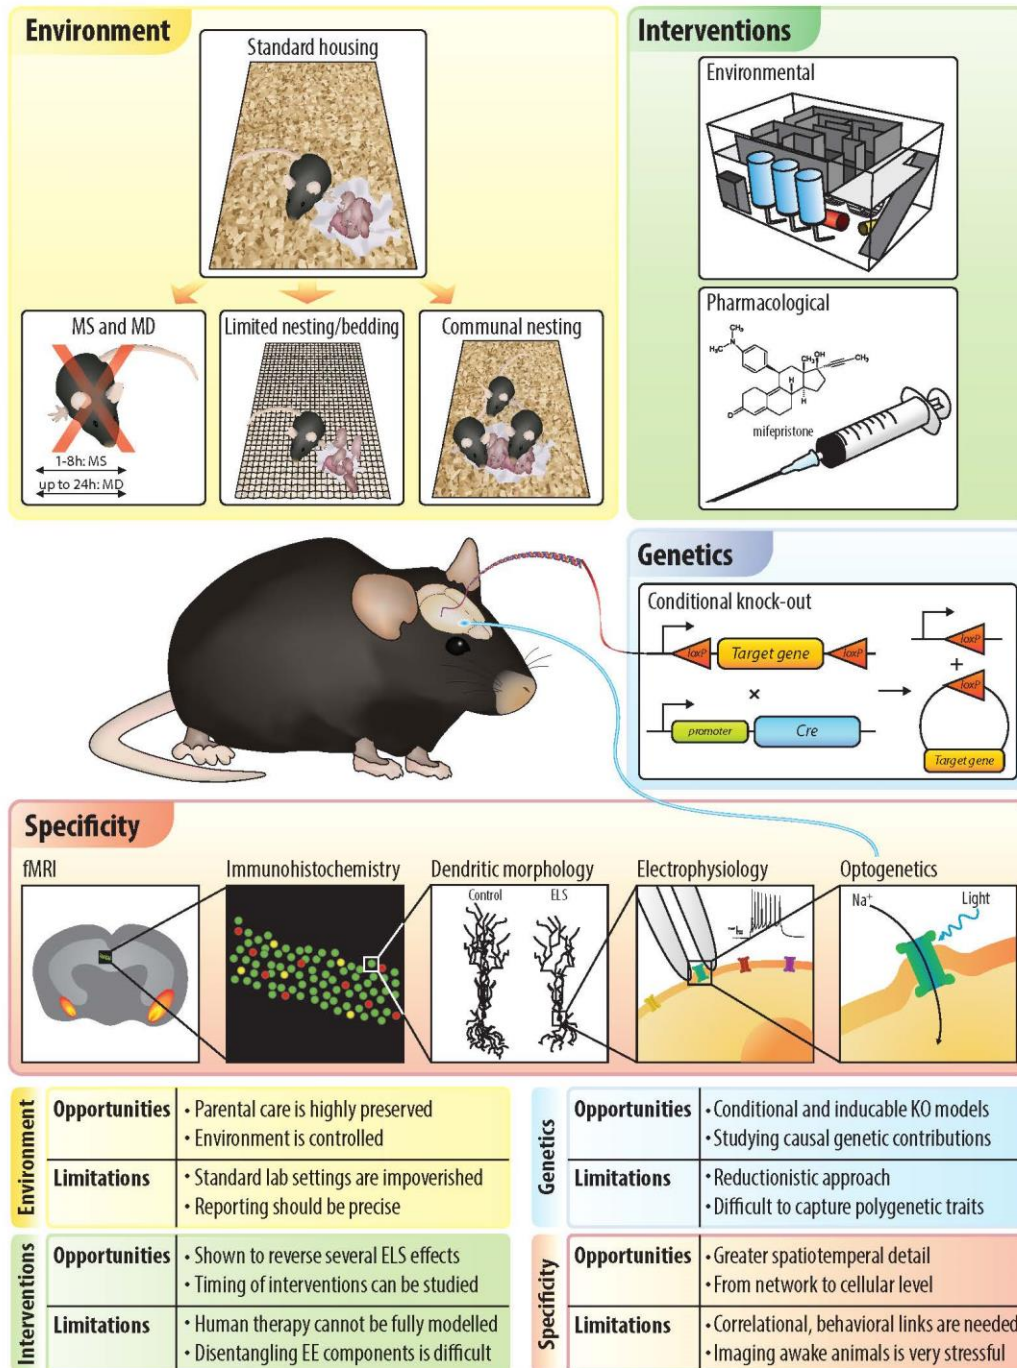 Environment
Standard housing
MS and MD
1-8h: MS
up to 24h: MD
Limited nesting/bedding
Communal nesting
Interventions
Environmental
Pharmacological
H₃C
N
H₃C
CH₃
OH
CH₃
H
H
O
mifepristone
Genetics
Conditional knock-out
loxP
Target gene
loxP
×
promoter
Cre
loxP
+
loxP
Target gene
Specificity
fMRI
Immunohistochemistry
Dendritic morphology
Control
ELS
Electrophysiology
Optogenetics
Na⁺
Light
Environment
Opportunities
• Parental care is highly preserved
• Environment is controlled
Limitations
• Standard lab settings are impoverished
• Reporting should be precise
Genetics
Opportunities
• Conditional and inducable KO models
• Studying causal genetic contributions
Limitations
• Reductionistic approach
• Difficult to capture polygenetic traits
Interventions
Opportunities
• Shown to reverse several ELS effects
• Timing of interventions can be studied
Limitations
• Human therapy cannot be fully modelled
• Disentangling EE components is difficult
Specificity
Opportunities
• Greater spatiotemporal detail
• From network to cellular level
Limitations
• Correlational, behavioral links are needed
• Imaging awake animals is very stressful